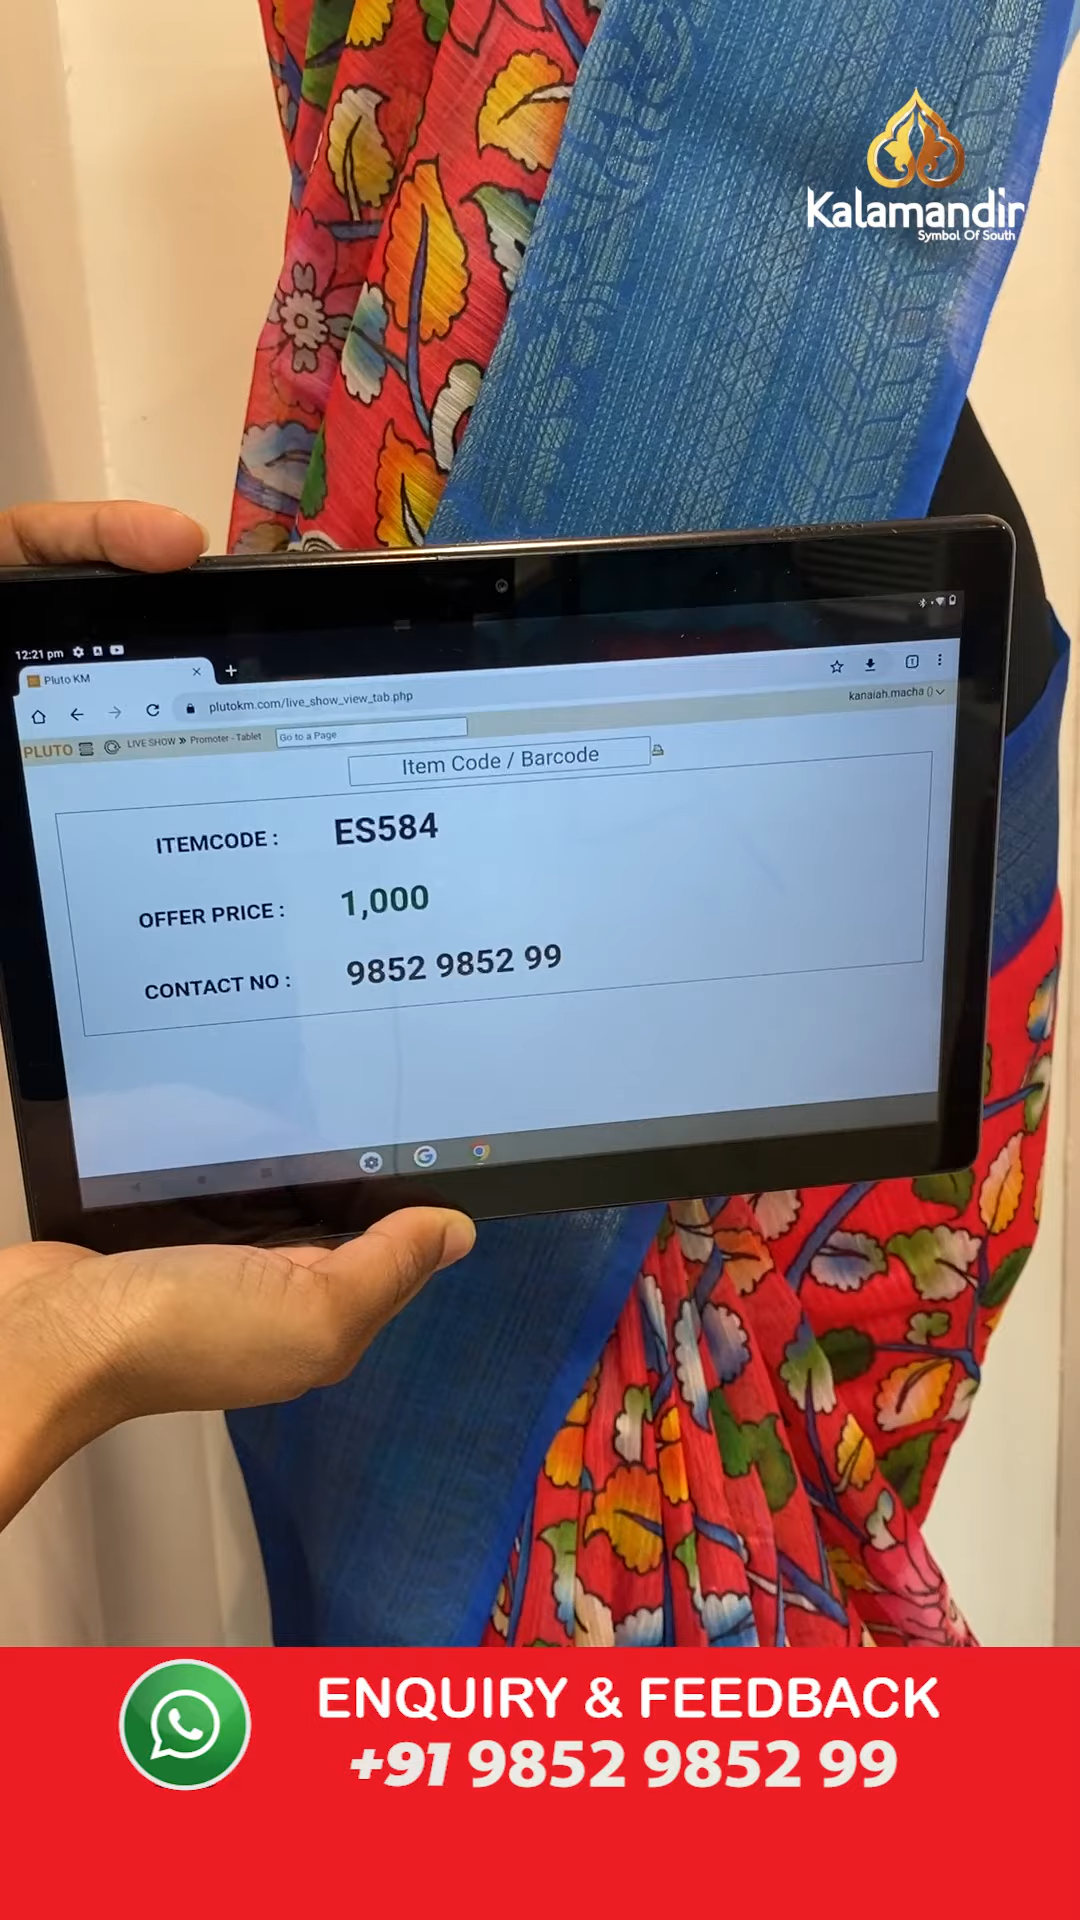 Kalamandir
Symbol Of South
12:21 pm
Pluto KM
plutokm.com/live_show_view_tab.php
kanaiah.macha ()
PLUTO
LIVE SHOW
Promoter - Tablet
Go to a Page
Item Code / Barcode
ITEMCODE : ES584
OFFER PRICE : 1,000
CONTACT NO : 9852 9852 99
ENQUIRY & FEEDBACK
+91 9852 9852 99